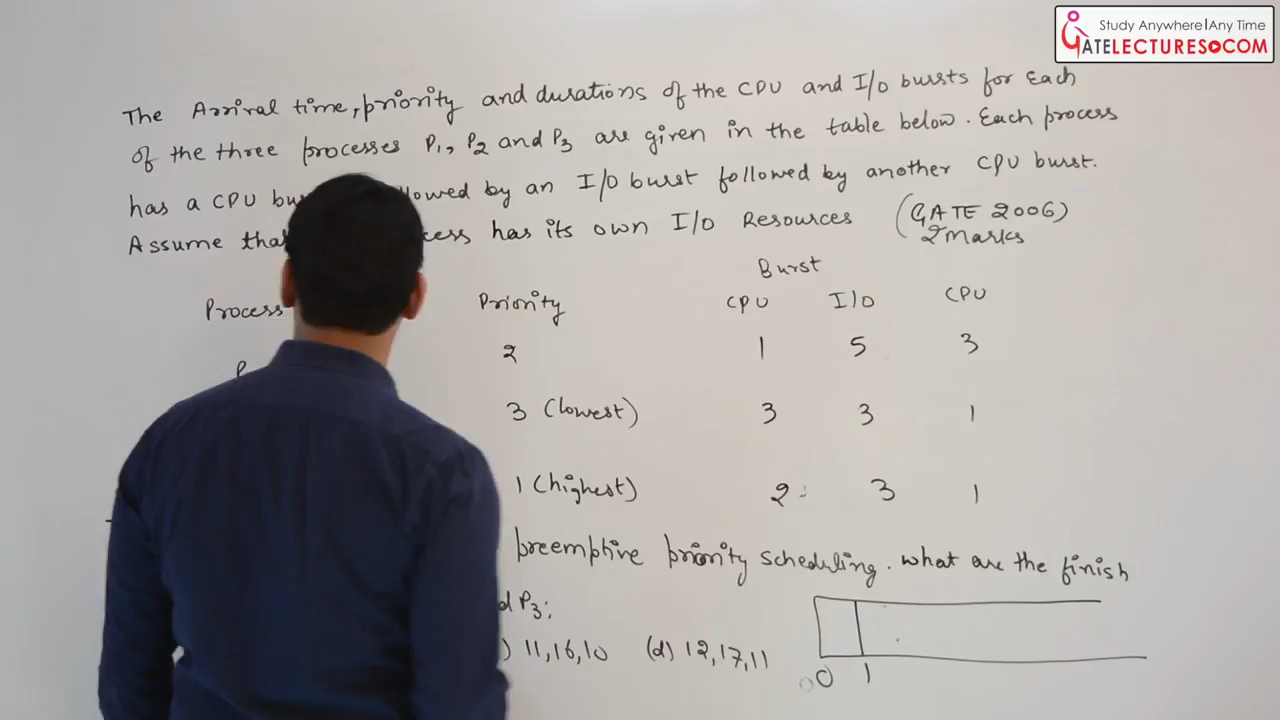 Study Anywhere|Any Time
GATELECTURES.COM
The Arrival time, priority and durations of the CPU and I/O bursts for each
of the three processes P1, P2 and P3 are given in the table below. Each process
has a CPU by an I/O burst followed by another CPU burst.
Assume has its own I/O Resources (GATE 2006)
2 Marks
Burst
Process Priority CPU I/O CPU
2 1 5 3
3 (lowest) 3 3 1
1 (highest) 2 3 1
preemptive priority scheduling. what are the finish
P3:
11,16,10 (d) 12,17,11
0 1